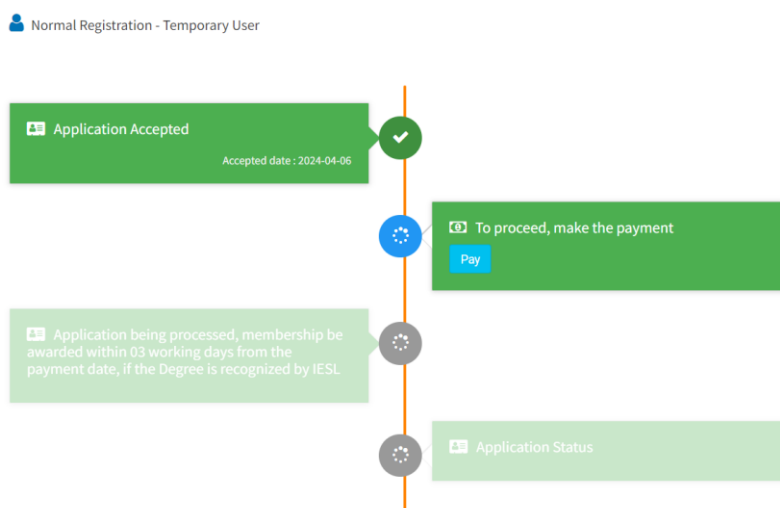 Normal Registration - Temporary User
Application Accepted
Accepted date : 2024-04-06
To proceed, make the payment
Pay
Application being processed, membership be
awarded within 03 working days from the
payment date, if the Degree is recognized by IESL
Application Status